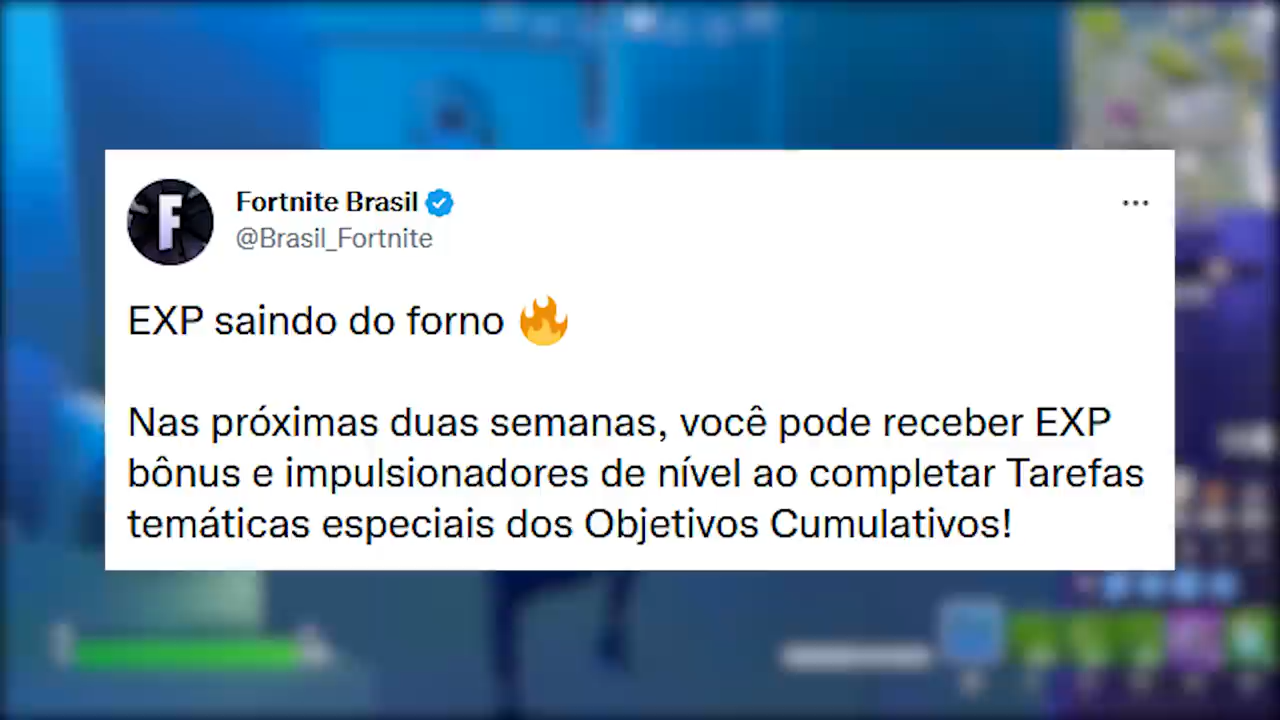 Fortnite Brasil
@Brasil_Fortnite
EXP saindo do forno 🔥
Nas próximas duas semanas, você pode receber EXP
bônus e impulsionadores de nível ao completar Tarefas
temáticas especiais dos Objetivos Cumulativos!